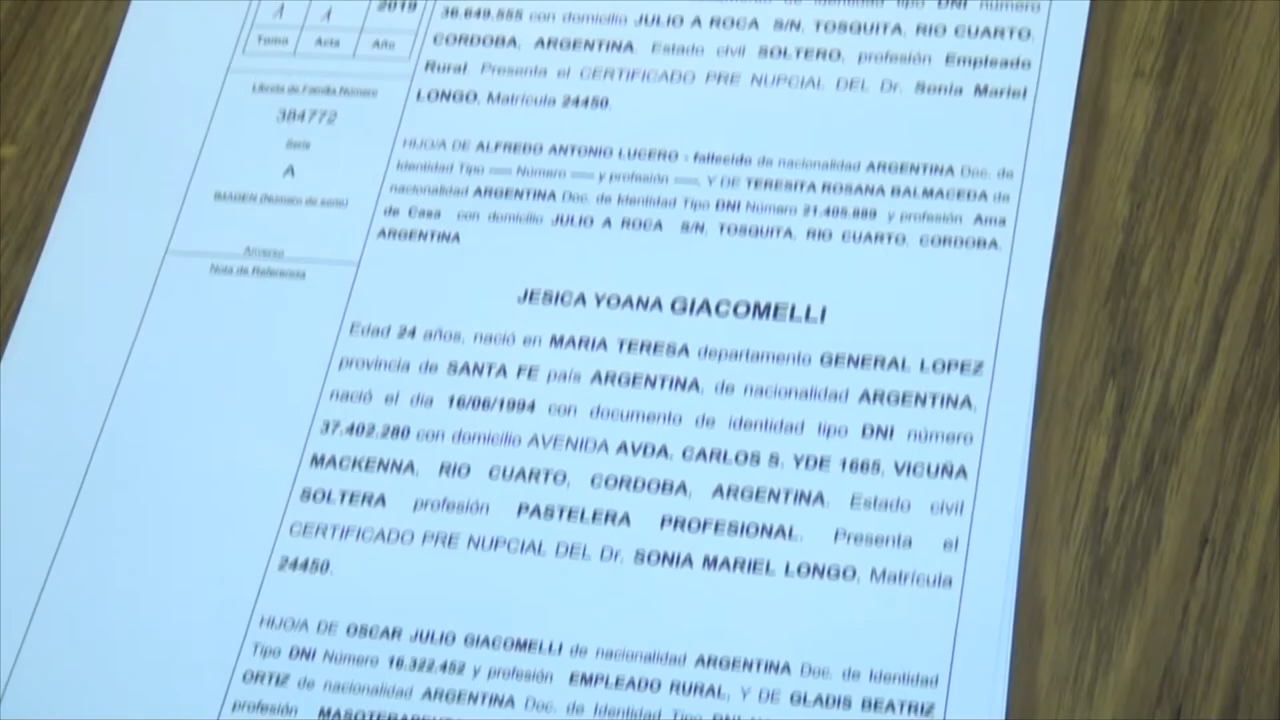 2019
Tomo Acta Año
Libreta de Familia Número
384772
Serie
A
IMAGEN (Número de serie)
Anverso
Nota de Referencia
de Identidad tipo DNI número
36.649.555 con domicilio JULIO A ROCA S/N, TOSQUITA, RIO CUARTO,
CORDOBA, ARGENTINA. Estado civil SOLTERO, profesión Empleado
Rural. Presenta el CERTIFICADO PRE NUPCIAL DEL Dr. Sonia Mariel
LONGO, Matrícula 24450.
HIJO/A DE ALFREDO ANTONIO LUCERO - fallecido de nacionalidad ARGENTINA Doc. de
Identidad Tipo ---- Número ---- y profesión ----, Y DE TERESITA ROSANA BALMACEDA de
nacionalidad ARGENTINA Doc. de Identidad Tipo DNI Número y profesión Ama
de Casa con domicilio JULIO A ROCA S/N, TOSQUITA, RIO CUARTO, CORDOBA,
ARGENTINA
JESICA YOANA GIACOMELLI
Edad 24 años, nació en MARIA TERESA departamento GENERAL LOPEZ
provincia de SANTA FE país ARGENTINA, de nacionalidad ARGENTINA,
nació el dia 16/06/1994 con documento de identidad tipo DNI número
37.402.280 con domicilio AVENIDA AVDA. CARLOS S. YDE 1665, VICUÑA
MACKENNA, RIO CUARTO, CORDOBA, ARGENTINA. Estado civil
SOLTERA profesión PASTELERA PROFESIONAL. Presenta el
CERTIFICADO PRE NUPCIAL DEL Dr. SONIA MARIEL LONGO, Matrícula
24450.
HIJO/A DE OSCAR JULIO GIACOMELLI de nacionalidad ARGENTINA Doc. de Identidad
Tipo DNI Número 16.322.452 y profesión EMPLEADO RURAL, Y DE GLADIS BEATRIZ
ORTIZ de nacionalidad ARGENTINA Doc. de Identidad Tipo DNI
profesión